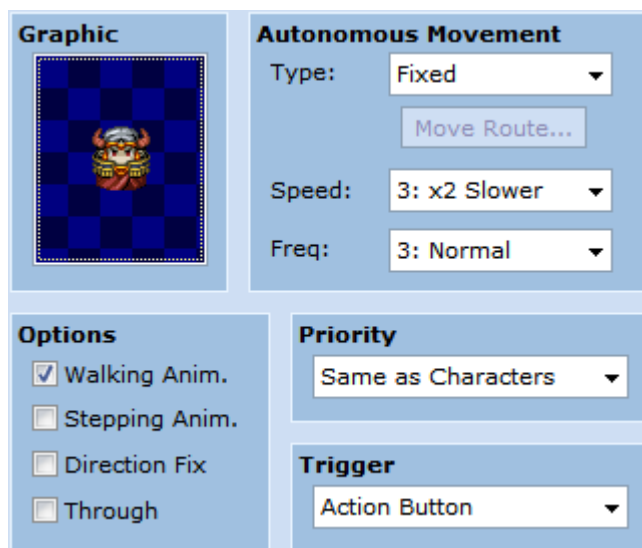 Graphic
Autonomous Movement
Type: Fixed
Move Route...
Speed: 3: x2 Slower
Freq: 3: Normal
Options
Walking Anim.
Stepping Anim.
Direction Fix
Through
Priority
Same as Characters
Trigger
Action Button